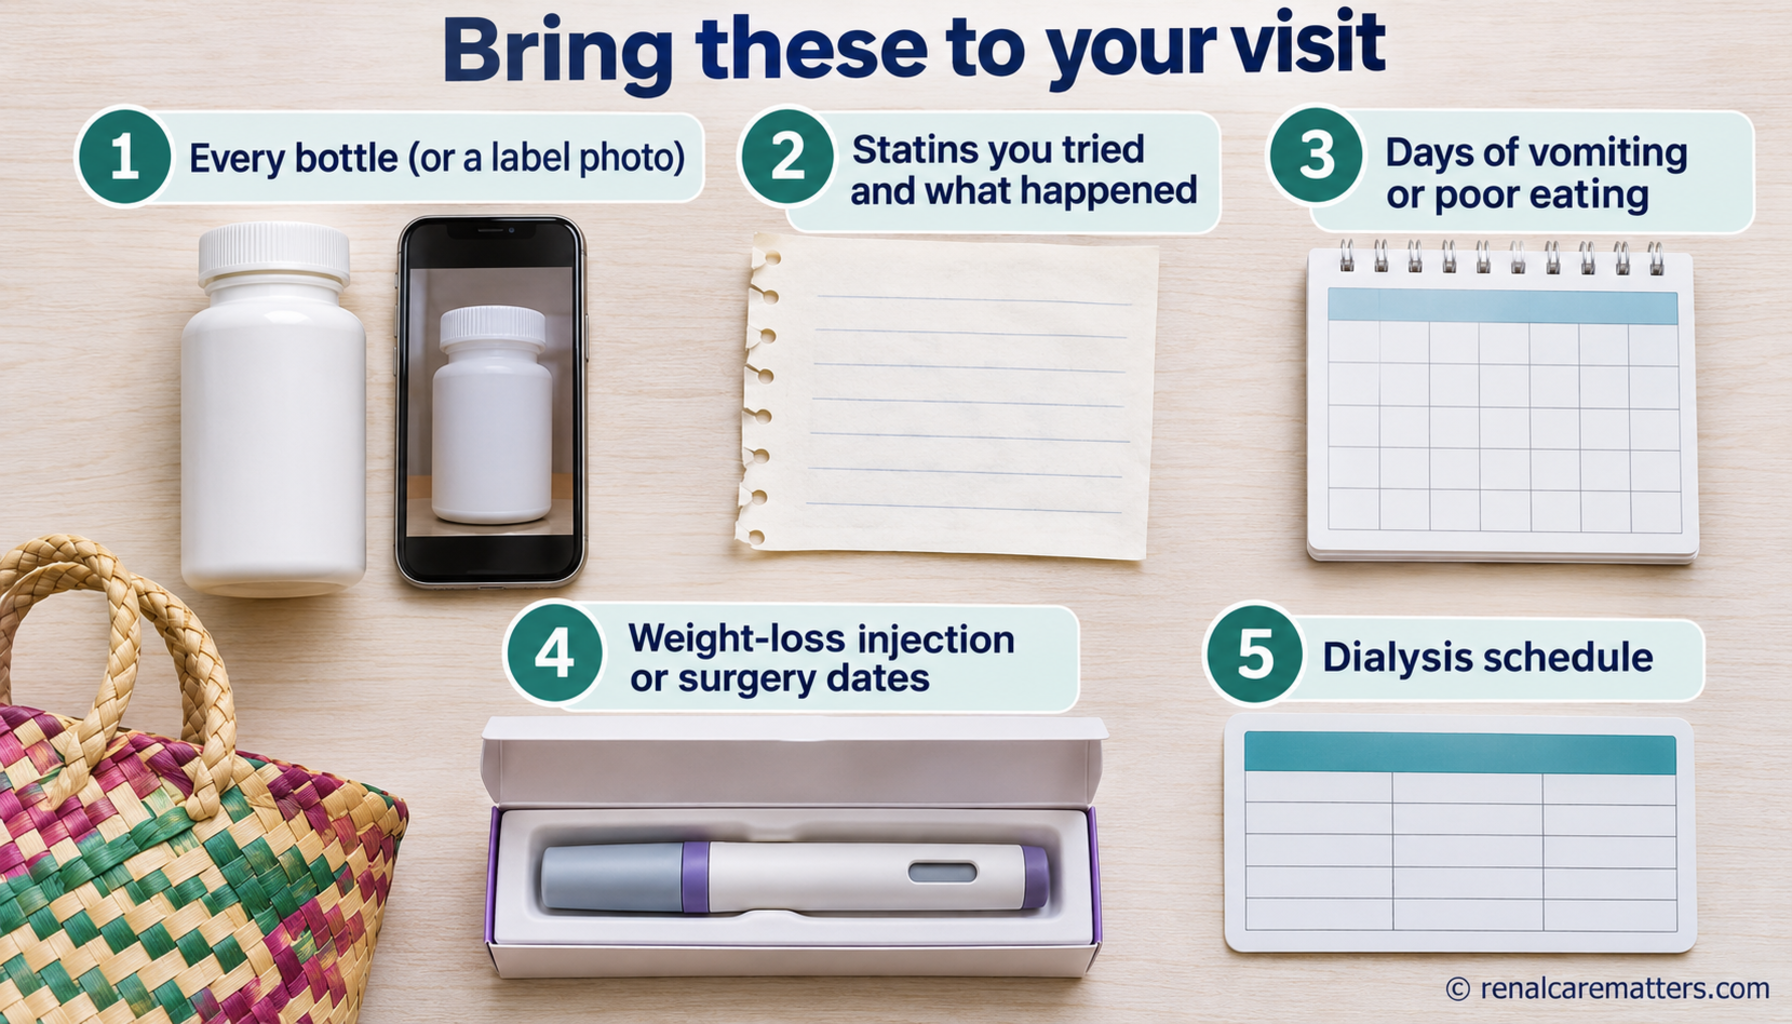 Bring these to your visit
1
Every bottle (or a label photo)
2
Statins you tried
and what happened
3
Days of vomiting
or poor eating
4
Weight-loss injection
or surgery dates
5
Dialysis schedule
© renalcarematters.com